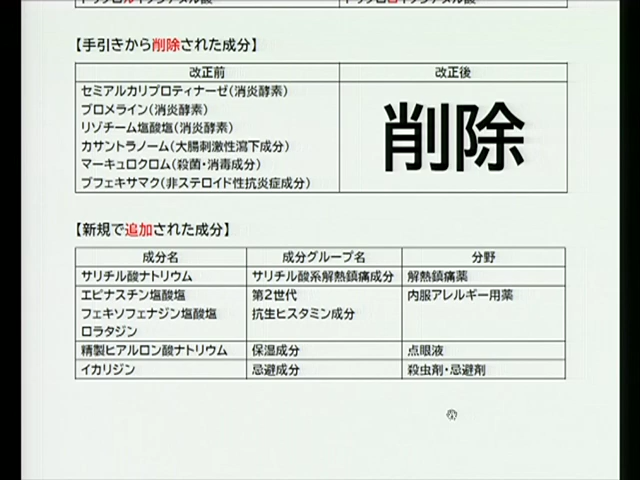 【手引きから削除された成分】
改正前 改正後
セミアルカリプロティナーゼ(消炎酵素)
ブロメライン(消炎酵素)
リゾチーム塩酸塩(消炎酵素)
カサントラノーム(大腸刺激性瀉下成分)
マーキュロクロム(殺菌・消毒成分)
ブフェキサマク(非ステロイド性抗炎症成分)
削除
【新規で追加された成分】
成分名 成分グループ名 分野
サリチル酸ナトリウム サリチル酸系解熱鎮痛成分 解熱鎮痛薬
エピナスチン塩酸塩 第2世代 内服アレルギー用薬
フェキソフェナジン塩酸塩 抗生ヒスタミン成分
ロラタジン
精製ヒアルロン酸ナトリウム 保湿成分 点眼液
イカリジン 忌避成分 殺虫剤・忌避剤